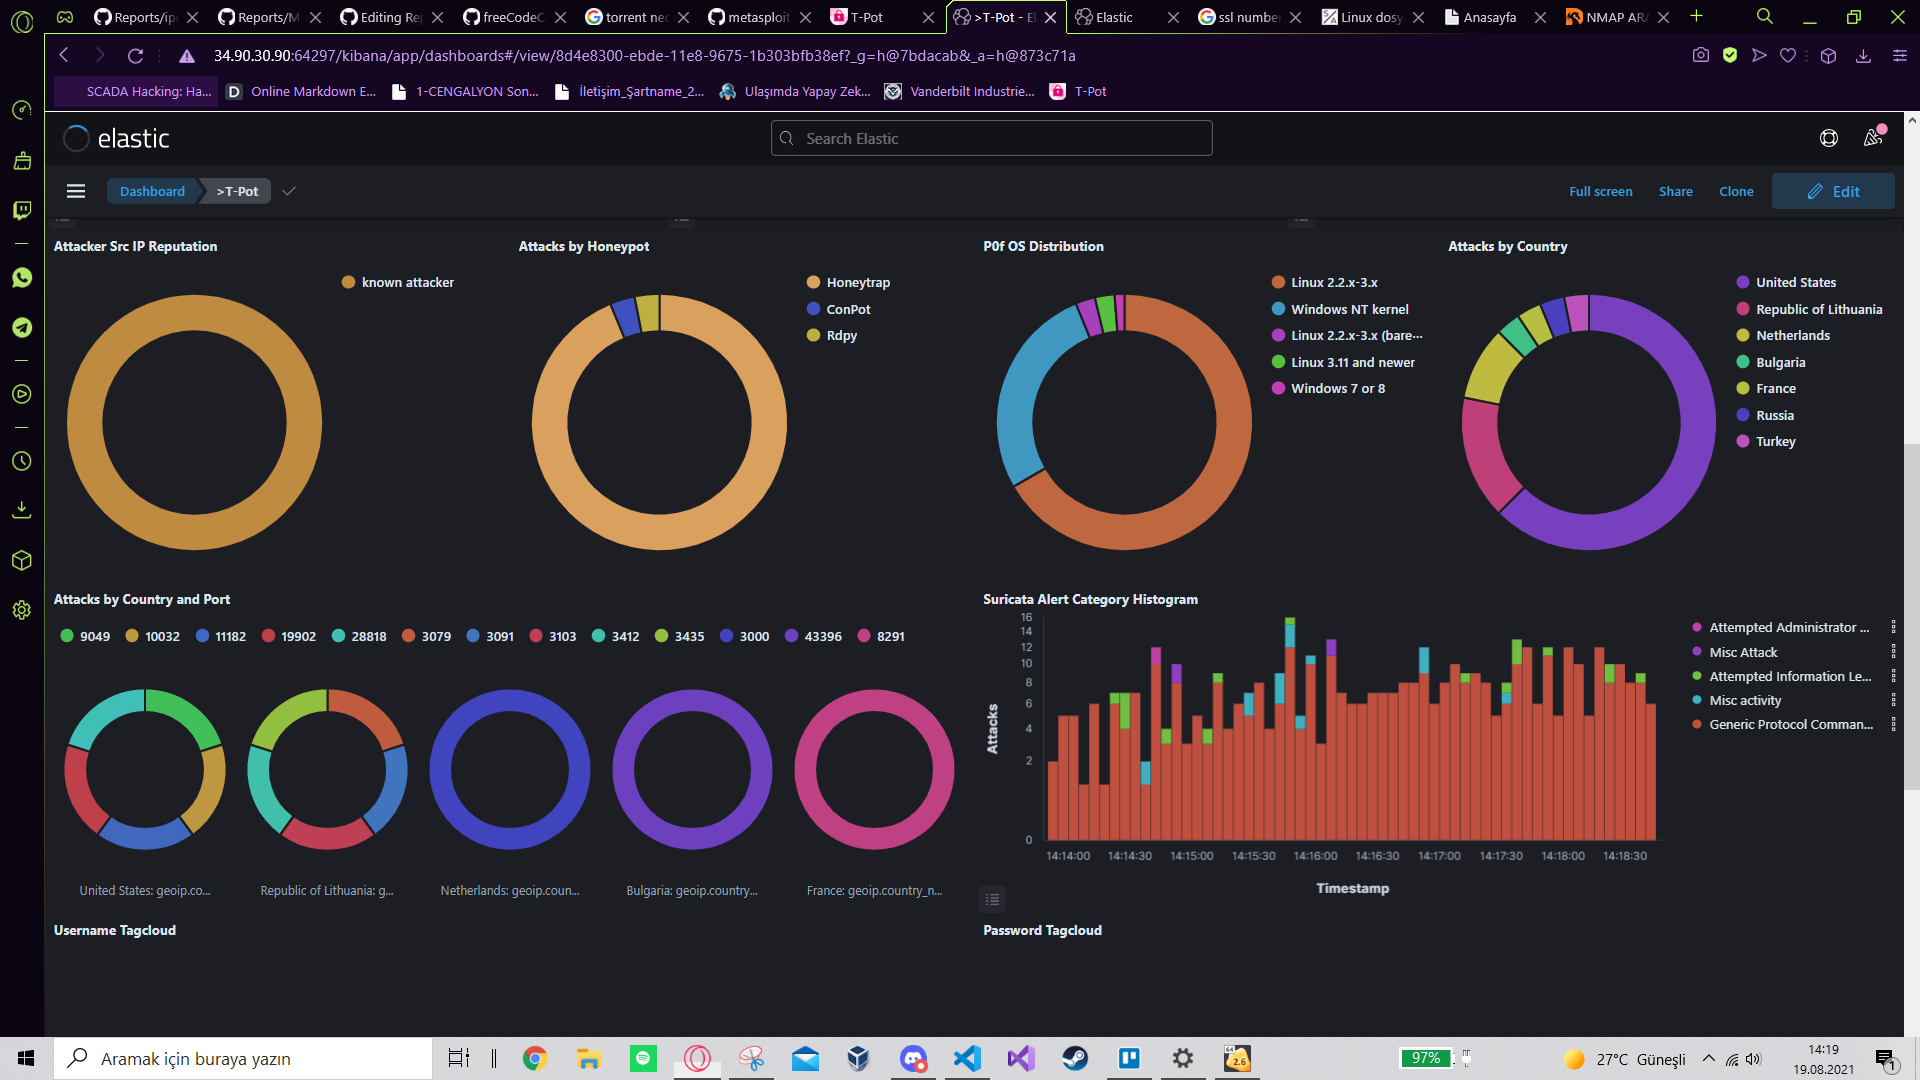 Reports/ip
Reports/M
Editing Rep
freeCodeC
torrent ned
metasploit
T-Pot
>T-Pot - El
Elastic
ssl number
Linux dosy
Anasayfa
NMAP ARA
34.90.30.90:64297/kibana/app/dashboards#/view/8d4e8300-ebde-11e8-9675-1b303bfb38ef?_g=h@7bdacab&_a=h@873c71a
SCADA Hacking: Ha...
Online Markdown E...
1-CENGALYON Son...
İletişim_Şartname_2...
Ulaşımda Yapay Zek...
Vanderbilt Industrie...
T-Pot
elastic
Search Elastic
Dashboard
>T-Pot
Full screen
Share
Clone
Edit
Attacker Src IP Reputation
known attacker
Attacks by Honeypot
Honeytrap
ConPot
Rdpy
P0f OS Distribution
Linux 2.2.x-3.x
Windows NT kernel
Linux 2.2.x-3.x (bare...
Linux 3.11 and newer
Windows 7 or 8
Attacks by Country
United States
Republic of Lithuania
Netherlands
Bulgaria
France
Russia
Turkey
Attacks by Country and Port
9049 10032 11182 19902 28818 3079 3091 3103 3412 3435 3000 43396 8291
United States: geoip.co...
Republic of Lithuania: g...
Netherlands: geoip.coun...
Bulgaria: geoip.country...
France: geoip.country_n...
Suricata Alert Category Histogram
16
14
12
10
8
6
4
2
0
Attacks
14:14:00 14:14:30 14:15:00 14:15:30 14:16:00 14:16:30 14:17:00 14:17:30 14:18:00 14:18:30
Timestamp
Attempted Administrator ...
Misc Attack
Attempted Information Le...
Misc activity
Generic Protocol Comman...
Username Tagcloud
Password Tagcloud
Aramak için buraya yazın
64
2.6
97%
27°C Güneşli
14:19
19.08.2021
1